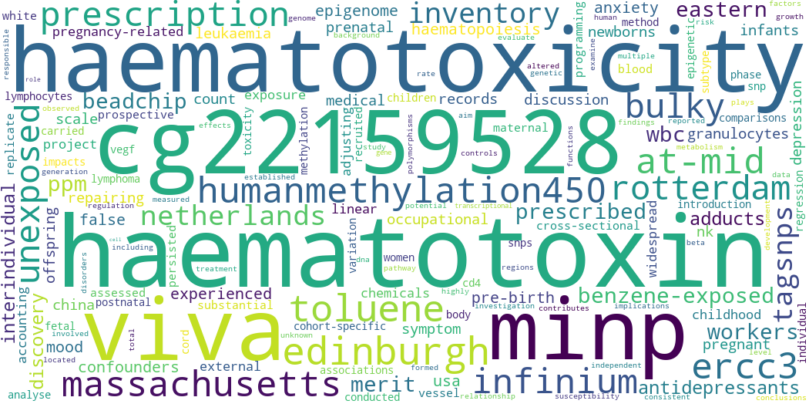 white prescription epigenome inventory anxiety eastern factors
pregnancy-related prenatal method newborns human risk genome growth
responsible leukaemia haematopoiesis background evaluate programming epigenetic infants
haematotoxicity
lymphocytes role rate altered genetic examine multiple blood subtype phase snp plays
observed beadchip count exposure medical records discussion bulky comparisons
replicate carried scale prospective effects toxicity methylation children adjusting recruited maternal reported findings metabolism
cg22159528
project vegf aim study gene polymorphisms controls functions wbc granulocytes depression
unexposed impacts ppm lymphoma established at-mid data
generation repairing humanmethylation450 rotterdam regression
interindividual offspring regulation measured potential transcriptional introduction development
false netherlands linear occupational prescribed adducts
persisted variation snps cross-sectional widespread nk beta
cell including dna women pathway regions cd4 highly tagsnps
haematotoxin
disorders treatment
accounting discovery china assessed experienced chemicals pre-birth benzene-exposed
fetal postnatal substantial toluene body investigation contributes implications childhood individual
involved mood total cord cohort-specific symptom workers
located viva external unknown edinburgh minp pregnant
confounders associations vessel formed usa independent ercc3 level
analyse massachusetts conducted merit relationship infinium susceptibility antidepressants consistent conclusions